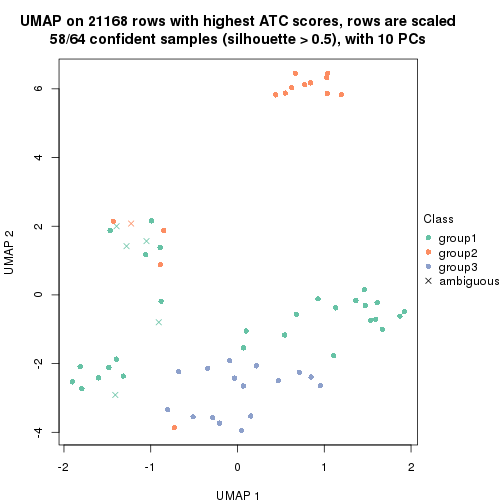 UMAP on 21168 rows with highest ATC scores, rows are scaled
58/64 confident samples (silhouette > 0.5), with 10 PCs
6
4
2
0
-2
-4
UMAP 2
-2
-1
0
1
2
UMAP 1
Class
group1
group2
group3
ambiguous